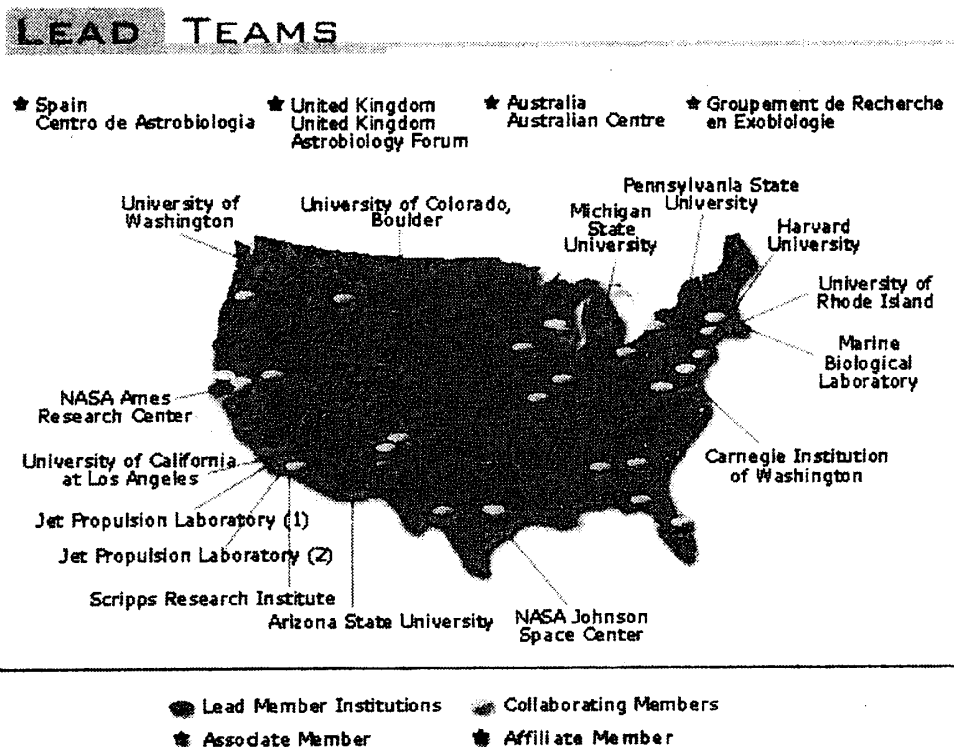 LEAD TEAMS
Spain
Centro de Astrobiologia
United Kingdom
United Kingdom
Astrobiology Forum
Australia
Australian Centre
Groupement de Recherche
en Exobiologie
University of
Washington
University of Colorado,
Boulder
Michigan
State
University
Pennsylvania State
University
Harvard
University
University of
Rhode Island
Marine
Biological
Laboratory
NASA Ames
Research Center
University of California
at Los Angeles
Carnegie Institution
of Washington
Jet Propulsion Laboratory (1)
Jet Propulsion Laboratory (2)
Scripps Research Institute
Arizona State University
NASA Johnson
Space Center
Lead Member Institutions
Collaborating Members
Associate Member
Affiliate Member